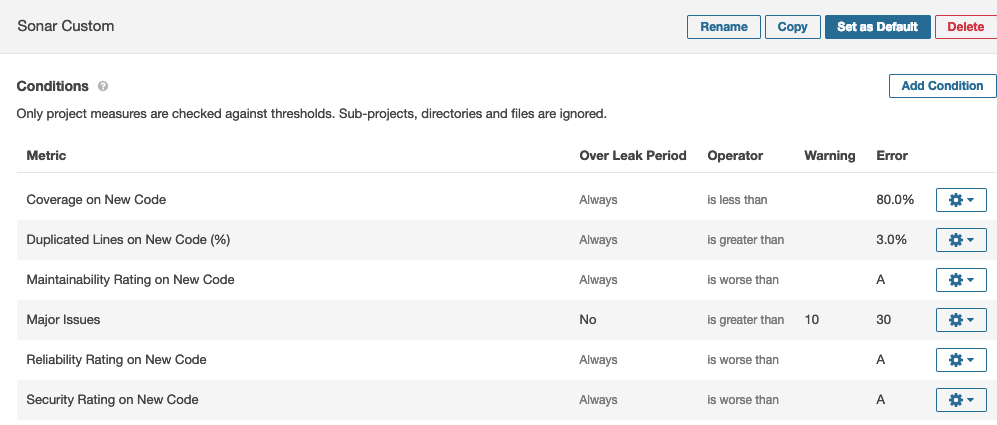 Sonar Custom Rename Copy Set as Default Delete
Conditions ? Add Condition
Only project measures are checked against thresholds. Sub-projects, directories and files are ignored.
Metric Over Leak Period Operator Warning Error
Coverage on New Code Always is less than 80.0%
Duplicated Lines on New Code (%) Always is greater than 3.0%
Maintainability Rating on New Code Always is worse than A
Major Issues No is greater than 10 30
Reliability Rating on New Code Always is worse than A
Security Rating on New Code Always is worse than A